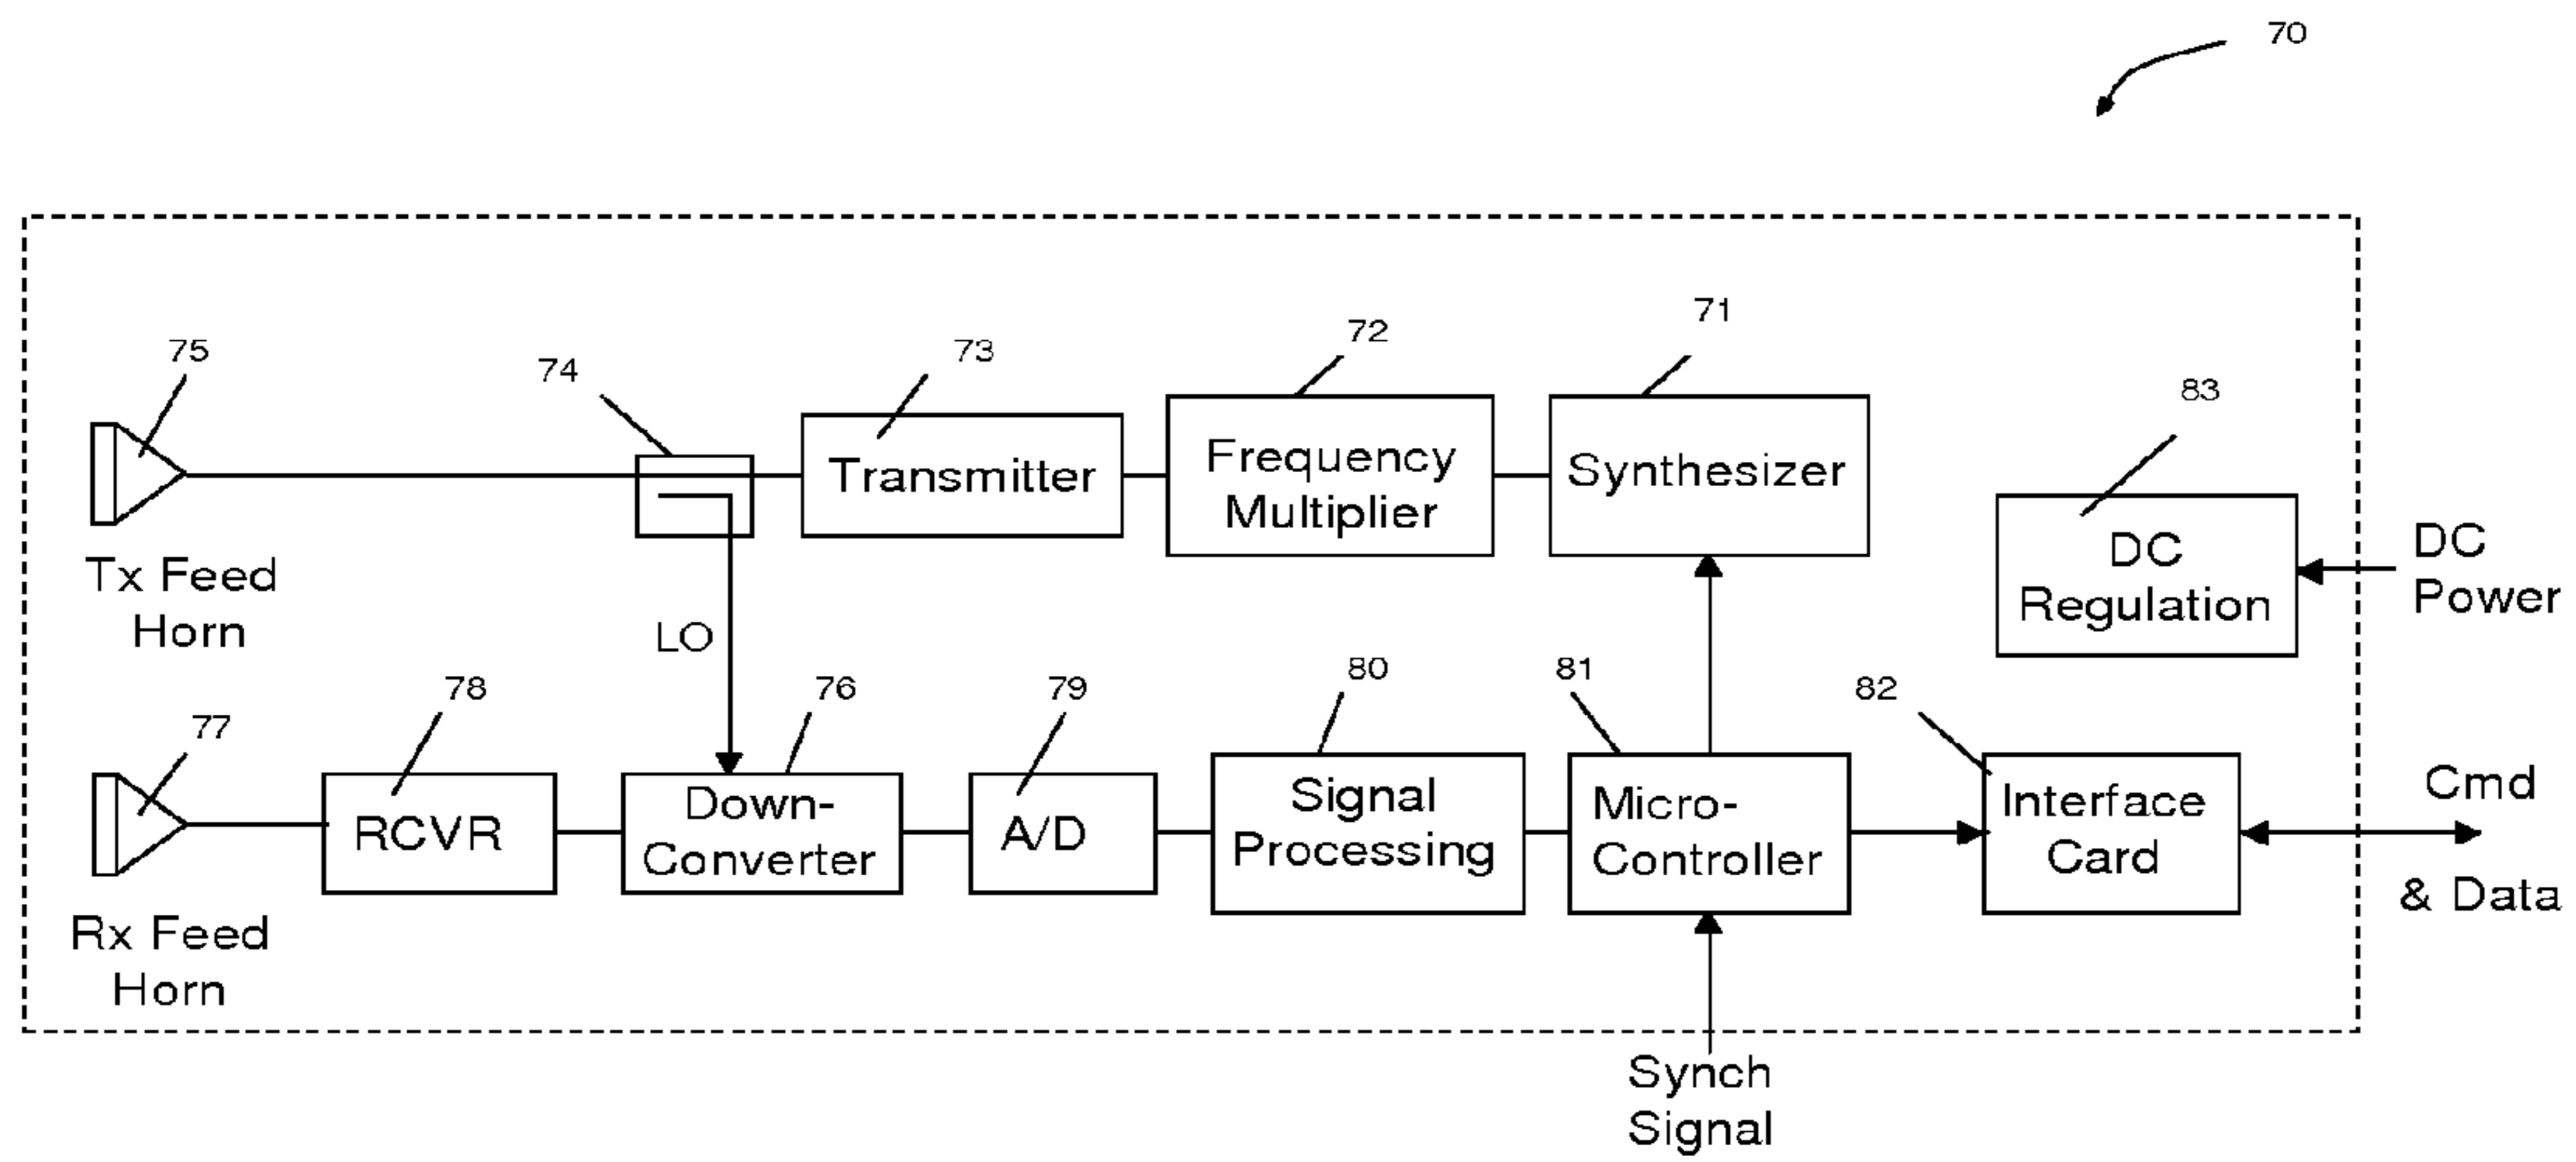 70
71
72
73
74
75
83
Transmitter
Frequency
Multiplier
Synthesizer
DC
Regulation
DC
Power
Tx Feed
Horn
LO
78
76
79
80
81
82
77
RCVR
Down-
Converter
A/D
Signal
Processing
Micro-
Controller
Interface
Card
Cmd
& Data
Rx Feed
Horn
Synch
Signal